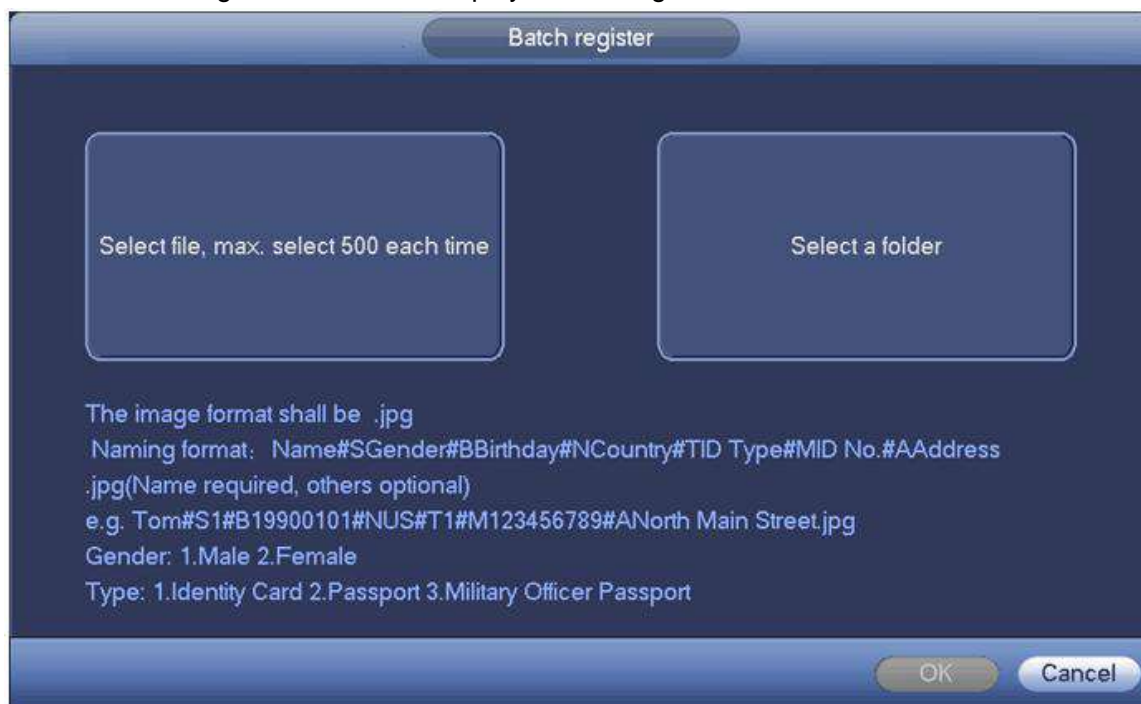 Batch register
Select file, max. select 500 each time
Select a folder
The image format shall be .jpg
Naming format: Name#SGender#BBirthday#NCountry#TID Type#MID No.#AAddress
.jpg(Name required, others optional)
e.g. Tom#S1#B19900101#NUS#T1#M123456789#ANorth Main Street.jpg
Gender: 1.Male 2.Female
Type: 1.Identity Card 2.Passport 3.Military Officer Passport
OK
Cancel